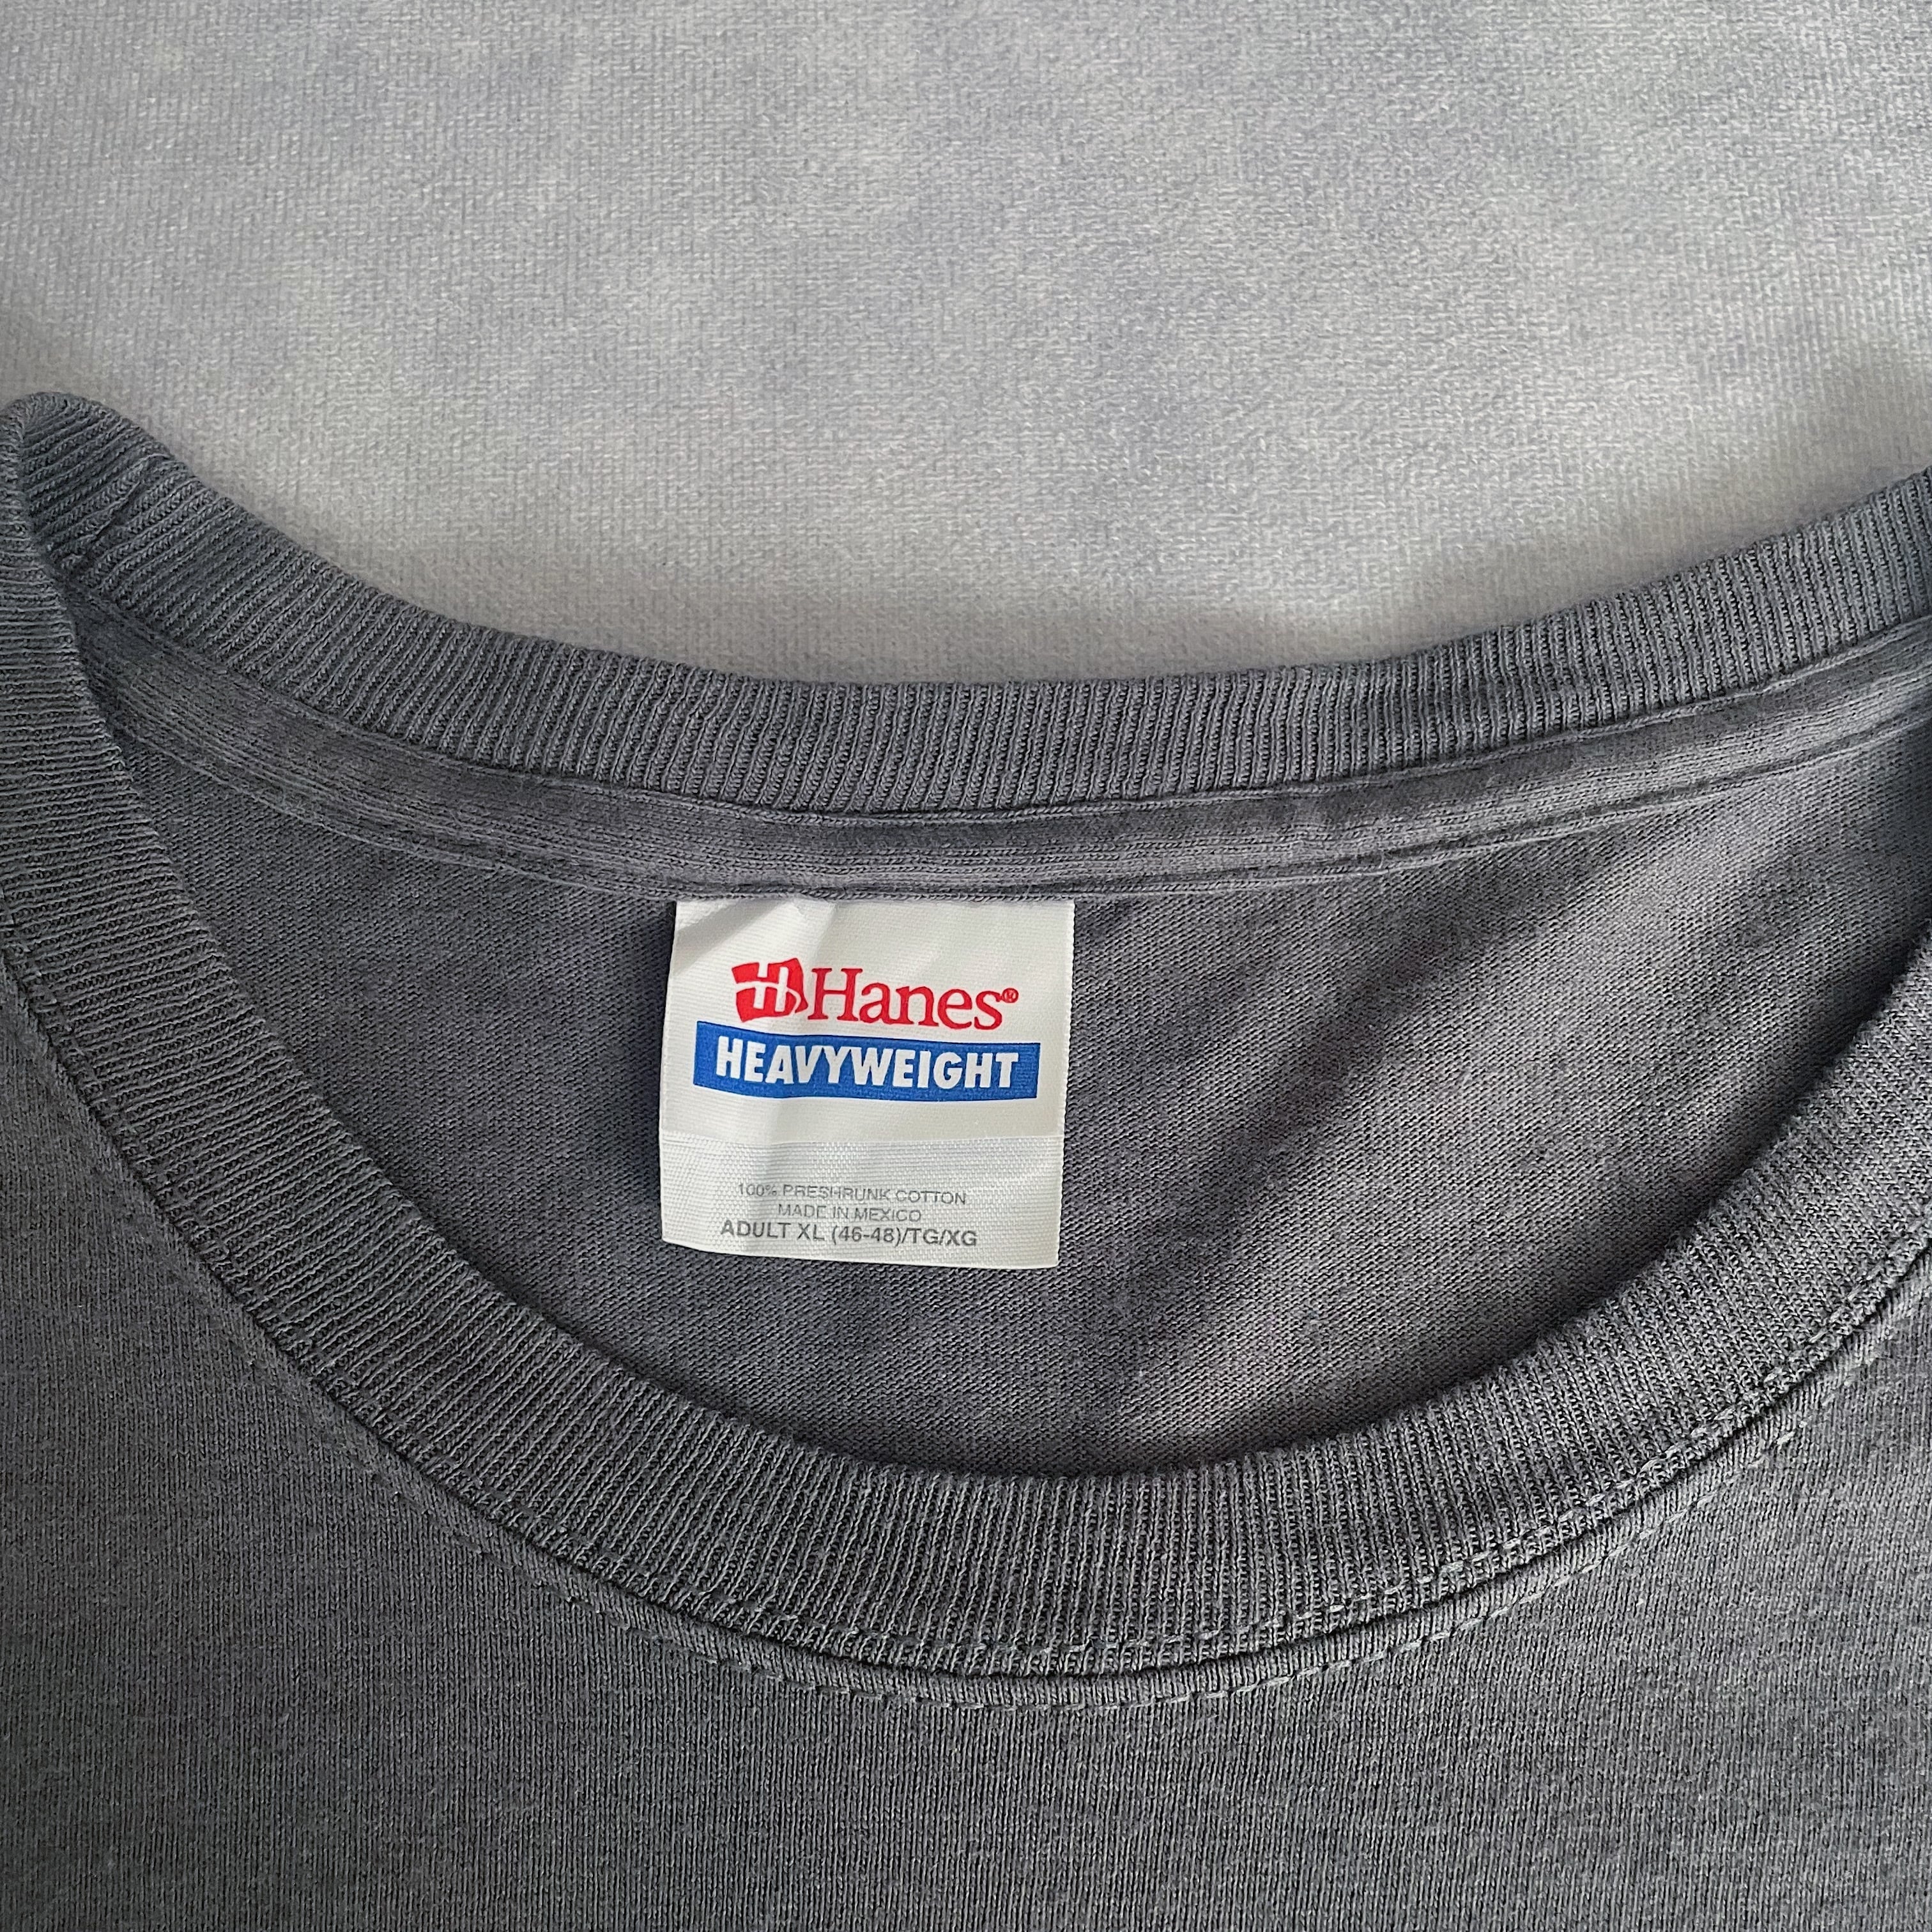 Hanes®
HEAVYWEIGHT
100% PRESHRUNK COTTON
MADE IN MEXICO
ADULT XL (46-48)/TG/XG